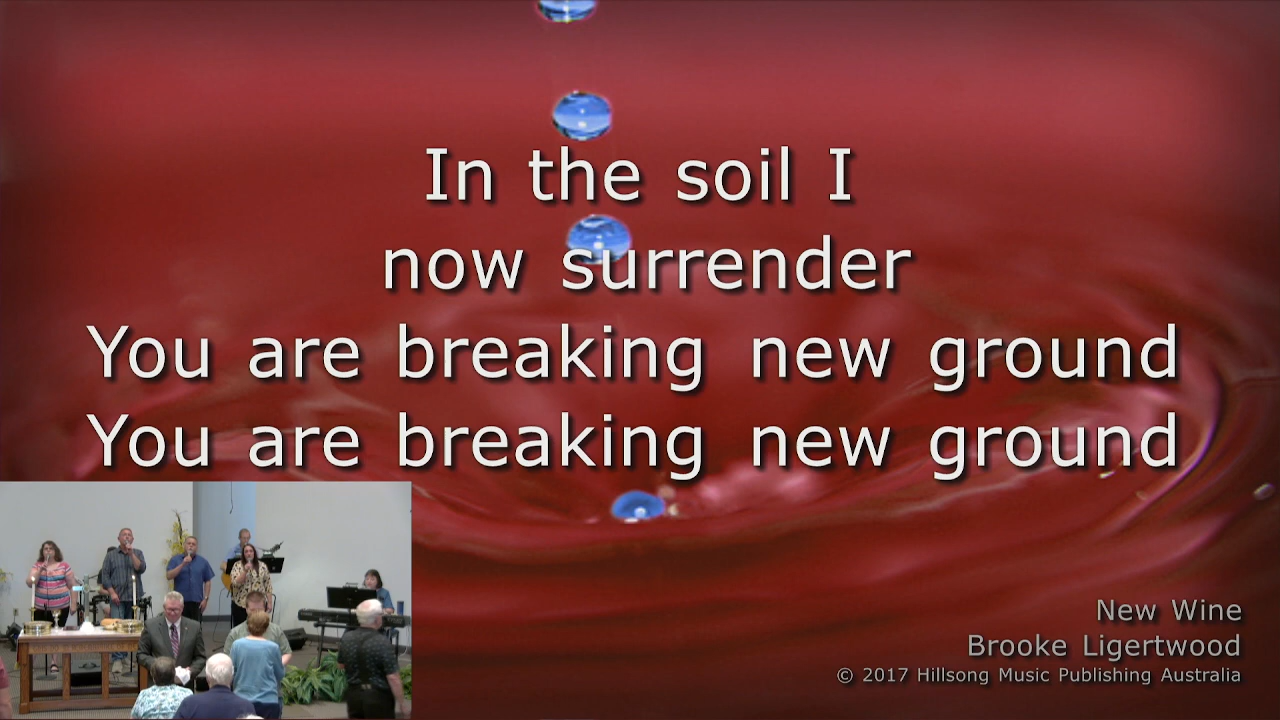 In the soil I
now surrender
You are breaking new ground
You are breaking new ground
New Wine
Brooke Ligertwood
© 2017 Hillsong Music Publishing Australia